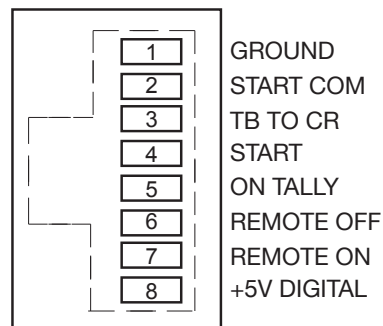 1 GROUND
2 START COM
3 TB TO CR
4 START
5 ON TALLY
6 REMOTE OFF
7 REMOTE ON
8 +5V DIGITAL